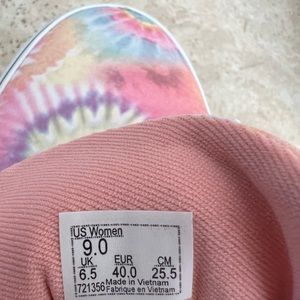 US Women
9.0
UK EUR CM
6.5 40.0 25.5
721356 Made in Vietnam
Fabriqué en Vietnam